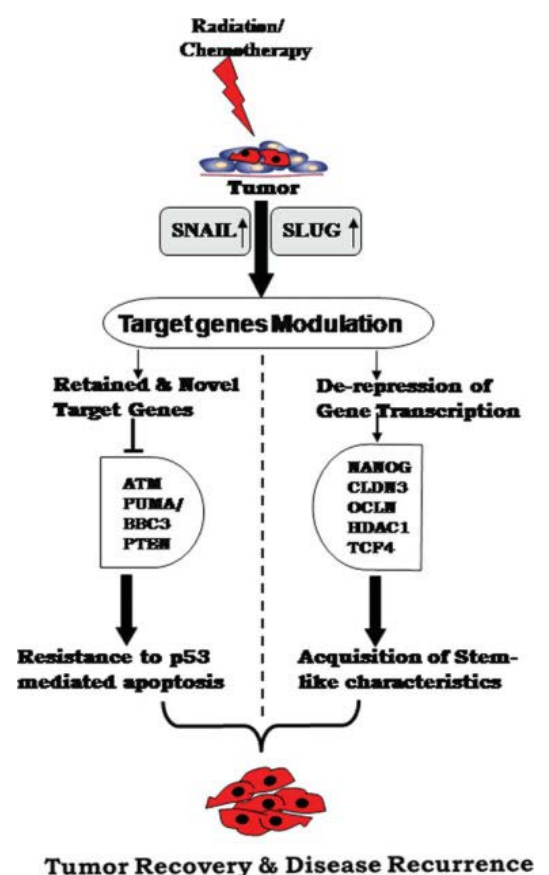 Radiation/
Chemotherapy
Tumor
SNAIL↑
SLUG ↑
Target genes Modulation
Retained & Novel
Target Genes
ATM
PUMA/
BBC3
PTEN
Resistance to p53
mediated apoptosis
De-repression of
Gene Transcription
NANOG
CLDN3
OCLN
HDAC1
TCF4
Acquisition of Stem-
like characteristics
Tumor Recovery & Disease Recurrence